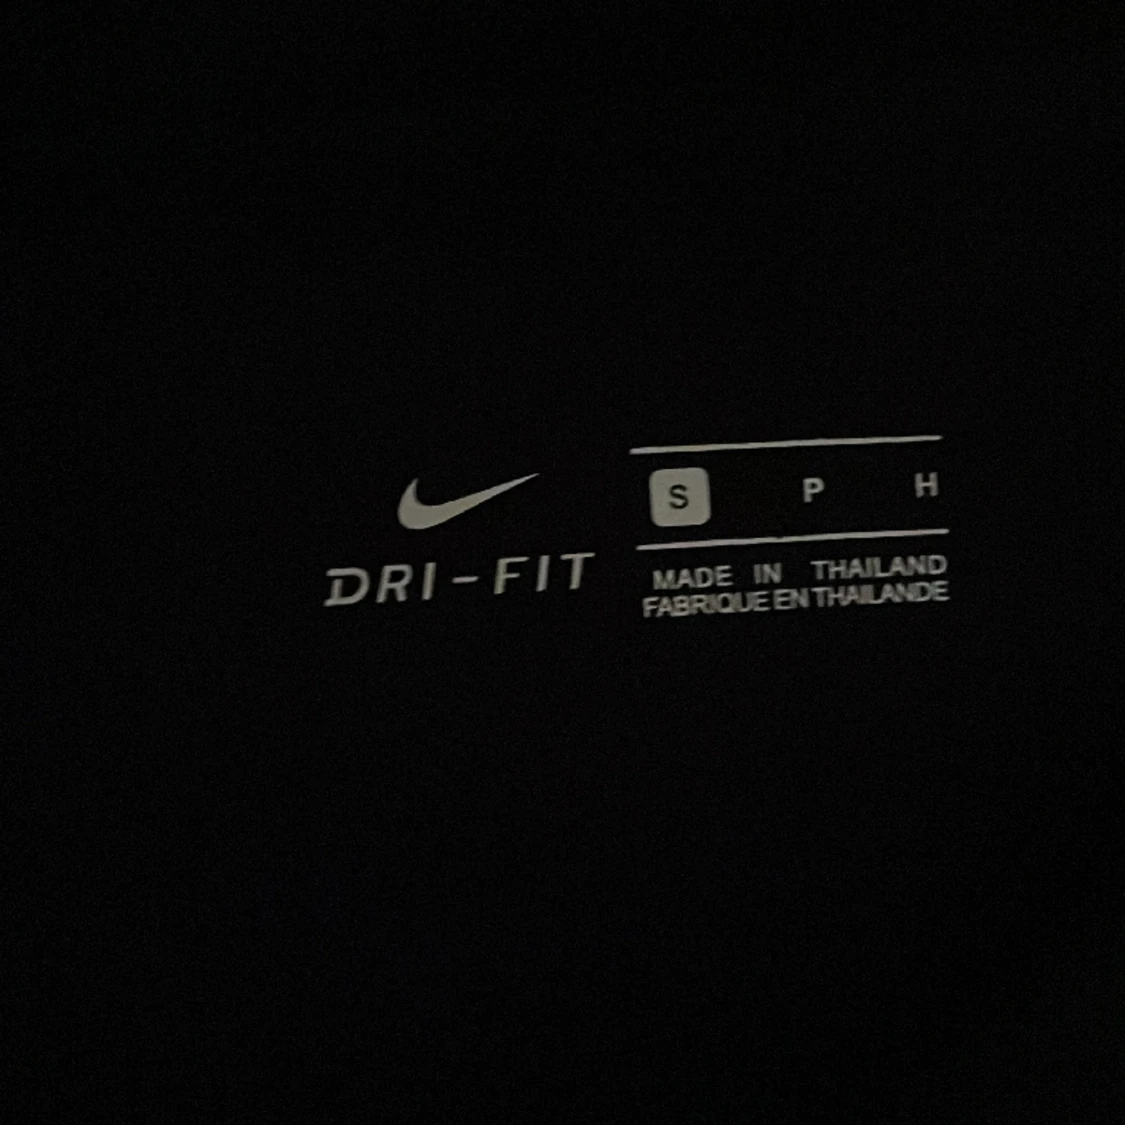 DRI-FIT
S P H
MADE IN THAILAND
FABRIQUE EN THAILANDE